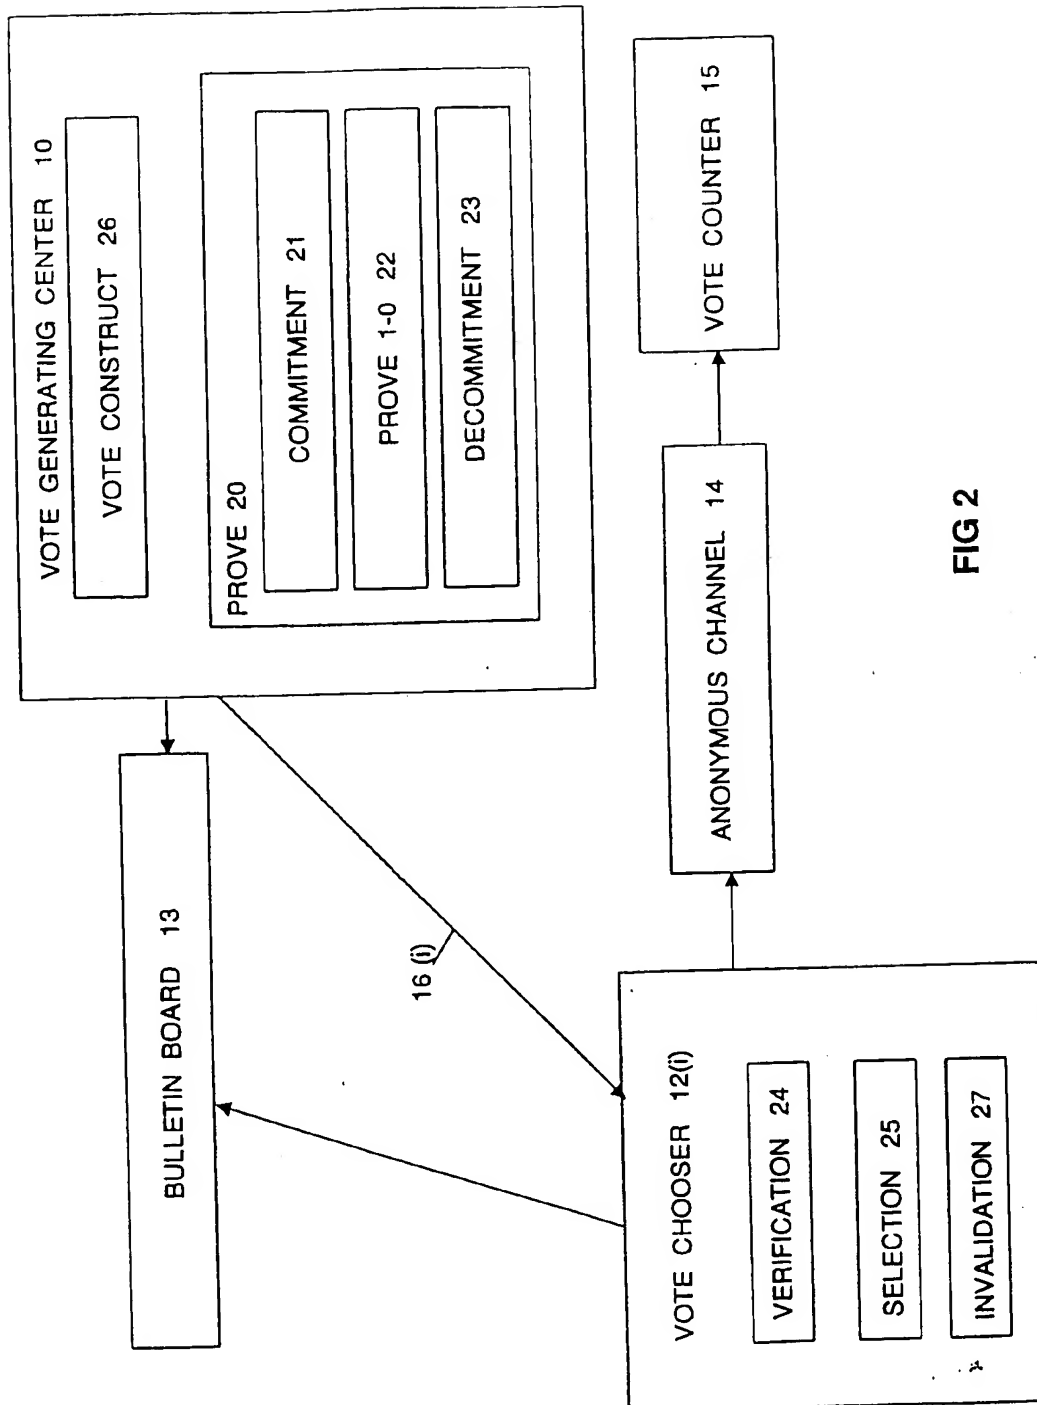 VOTE GENERATING CENTER 10
VOTE CONSTRUCT 26
PROVE 20
COMMITMENT 21
PROVE 1-0 22
DECOMMITMENT 23
BULLETIN BOARD 13
16 (i)
VOTE CHOOSER 12(i)
VERIFICATION 24
SELECTION 25
INVALIDATION 27
ANONYMOUS CHANNEL 14
VOTE COUNTER 15
FIG 2